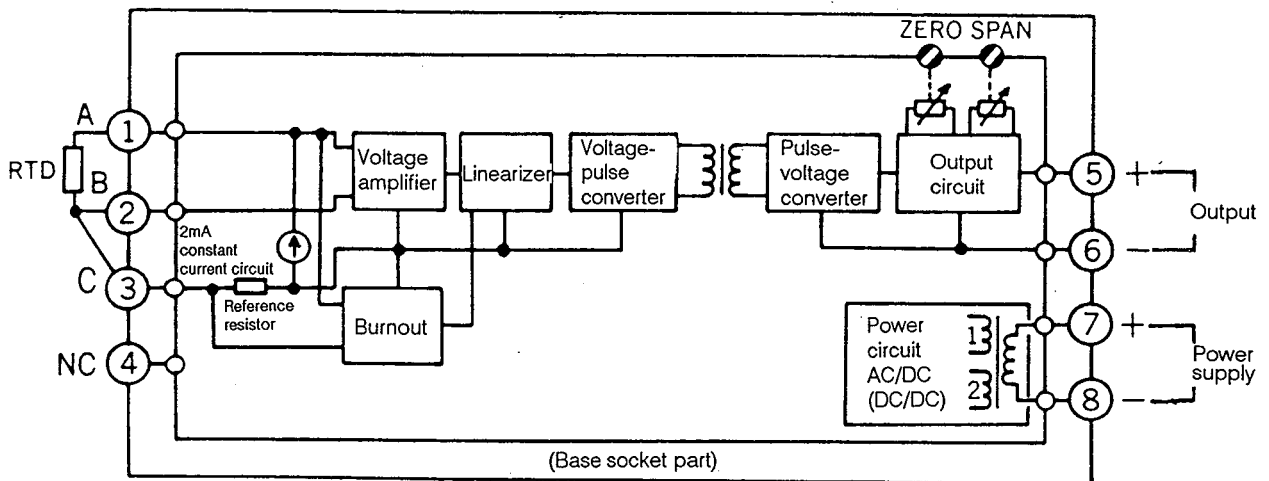 ZERO SPAN
A
1
RTD
B
2
C
3
NC
4
2mA
constant
current circuit
Reference
resistor
Voltage
amplifier
Linearizer
Voltage-
pulse
converter
Pulse-
voltage
converter
Output
circuit
Burnout
5
+
Output
6
−
Power
circuit
AC/DC
(DC/DC)
1
2
7
+
Power
supply
8
−
(Base socket part)